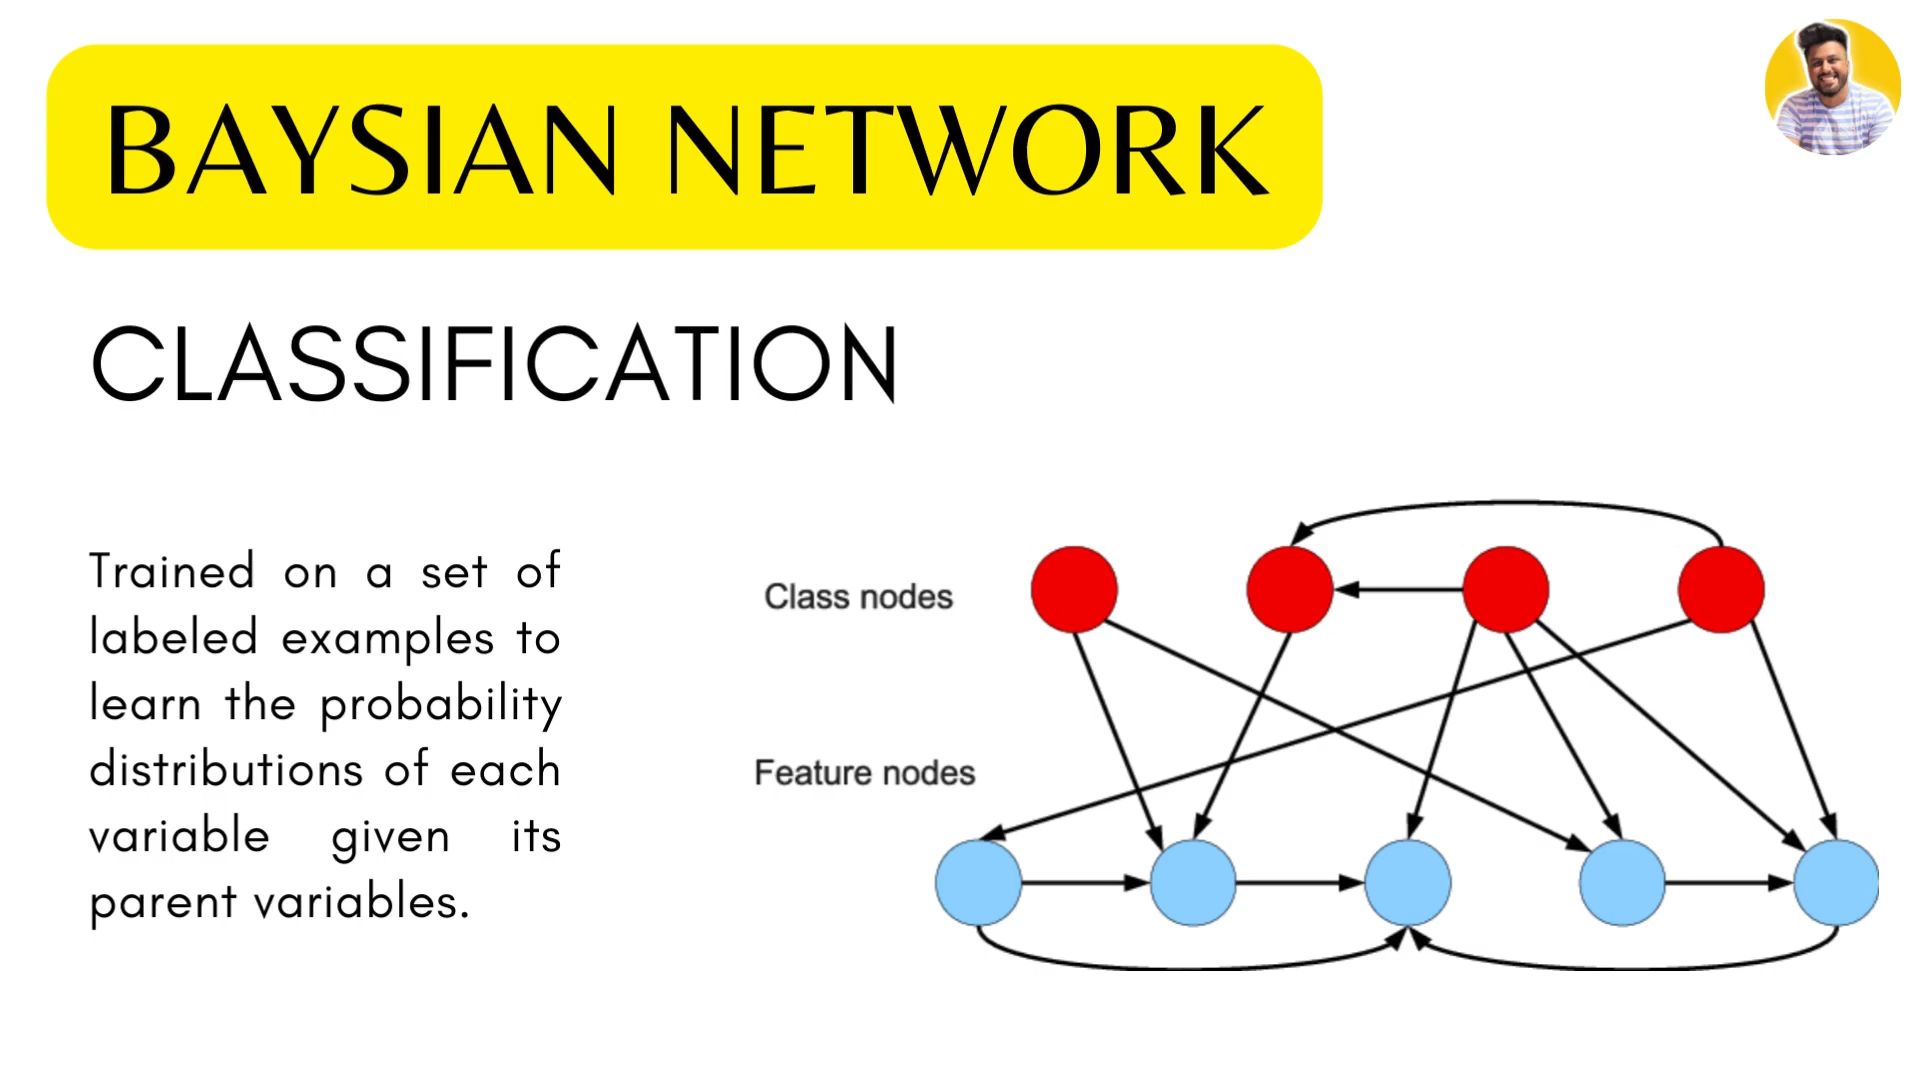 BAYSIAN NETWORK
CLASSIFICATION
Trained on a set of
labeled examples to
learn the probability
distributions of each
variable given its
parent variables.
Class nodes
Feature nodes